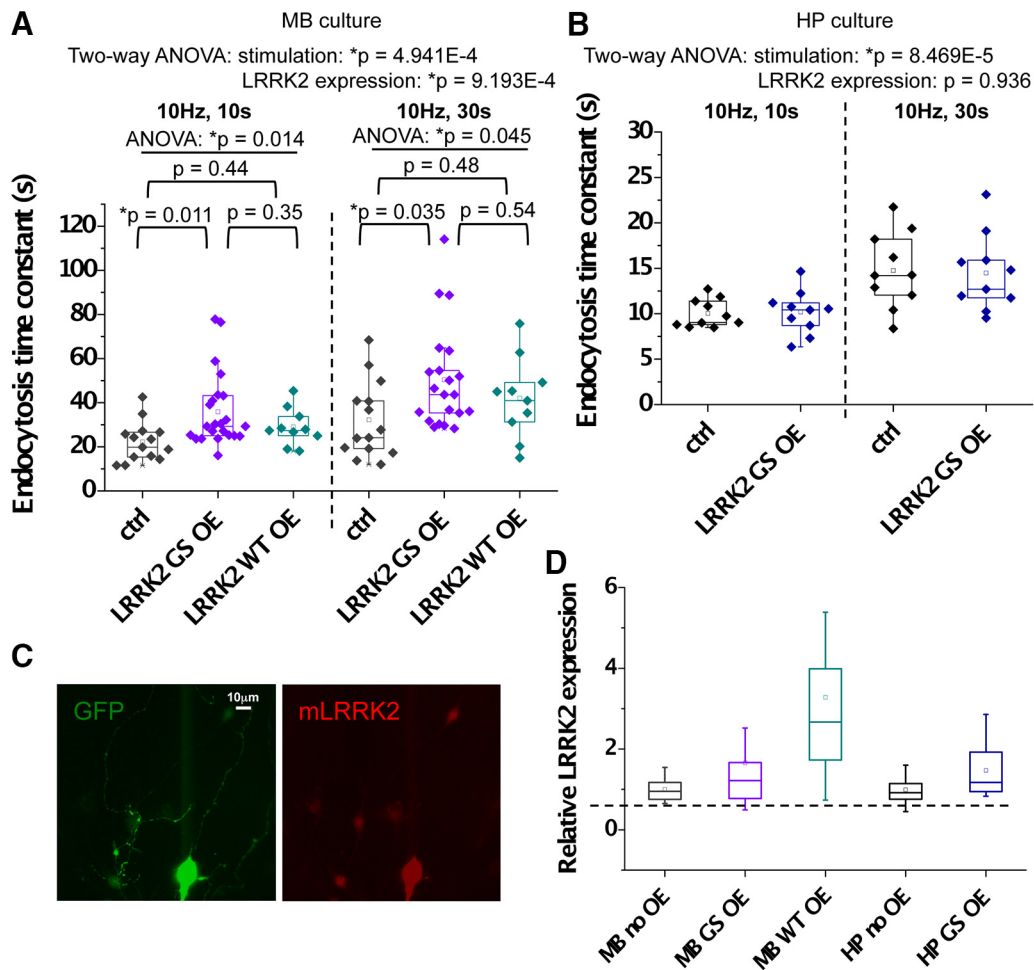 A
MB culture
Two-way ANOVA: stimulation: *p = 4.941E-4
LRRK2 expression: *p = 9.193E-4
10Hz, 10s
10Hz, 30s
ANOVA: *p = 0.014
ANOVA: *p = 0.045
p = 0.44
p = 0.48
*p = 0.011
p = 0.35
*p = 0.035
p = 0.54
Endocytosis time constant (s)
120
100
80
60
40
20
0
ctrl
LRRK2 GS OE
LRRK2 WT OE
ctrl
LRRK2 GS OE
LRRK2 WT OE
B
HP culture
Two-way ANOVA: stimulation: *p = 8.469E-5
LRRK2 expression: p = 0.936
10Hz, 10s
10Hz, 30s
Endocytosis time constant (s)
30
25
20
15
10
5
0
ctrl
LRRK2 GS OE
ctrl
LRRK2 GS OE
C
GFP
10μm
mLRRK2
D
Relative LRRK2 expression
6
4
2
0
MB no OE
MB GS OE
MB WT OE
HP no OE
HP GS OE